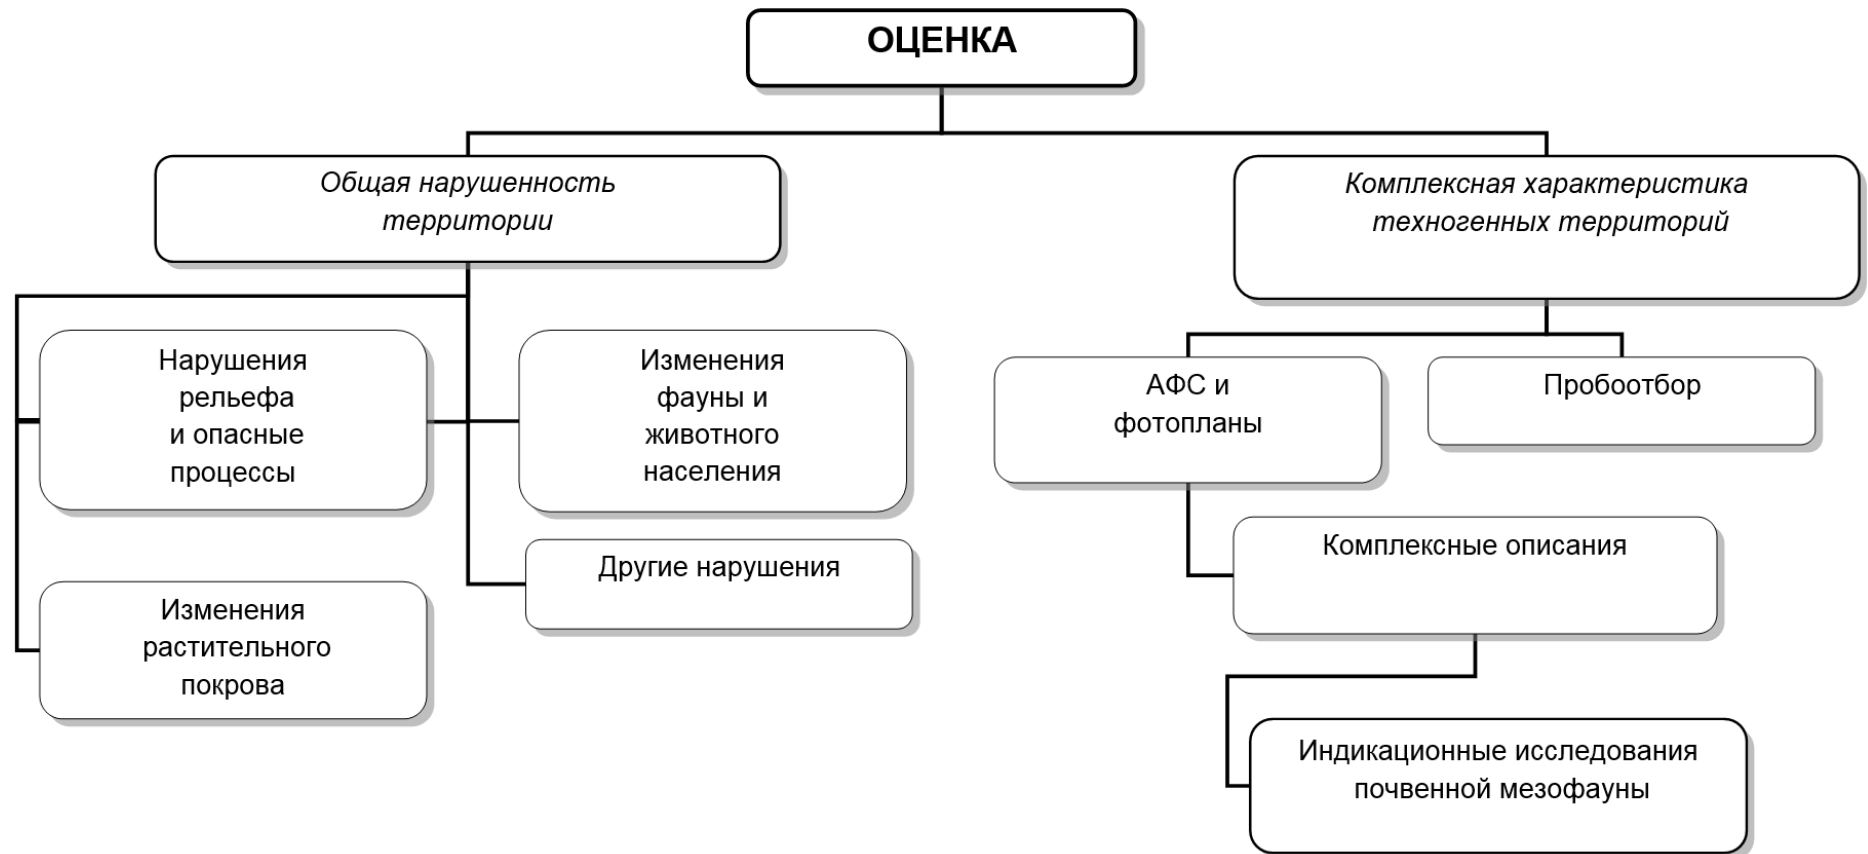 ОЦЕНКА
Общая нарушенность
территории
Комплексная характеристика
техногенных территорий
Нарушения
рельефа
и опасные
процессы
Изменения
фауны и
животного
населения
АФС и
фотопланы
Пробоотбор
Другие нарушения
Комплексные описания
Изменения
растительного
покрова
Индикационные исследования
почвенной мезофауны